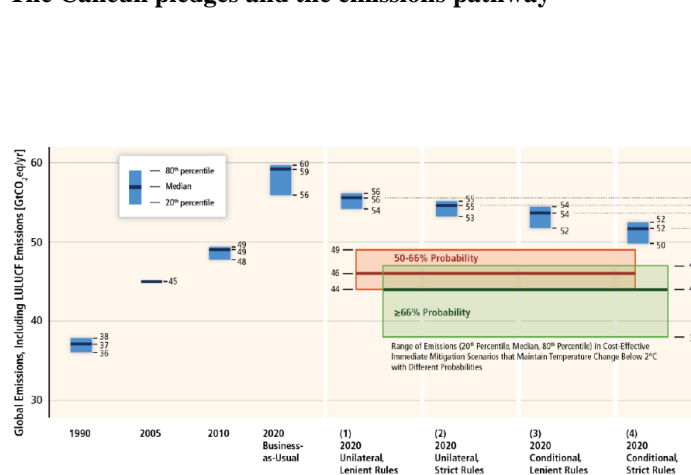 The Cancun pledges and the emissions pathway
Global Emissions, Including LULUCF Emissions [GtCO2eq/yr]
60
50
40
30
80th percentile
Median
20th percentile
38
37
36
45
49
49
48
60
59
56
56
56
54
55
55
53
54
54
52
52
52
50
49
46
44
50-66% Probability
≥66% Probability
Range of Emissions (20th Percentile, Median, 80th Percentile) in Cost-Effective
Immediate Mitigation Scenarios that Maintain Temperature Change Below 2°C
with Different Probabilities
1990
2005
2010
2020
Business-
as-Usual
(1)
2020
Unilateral,
Lenient Rules
(2)
2020
Unilateral,
Strict Rules
(3)
2020
Conditional,
Lenient Rules
(4)
2020
Conditional,
Strict Rules